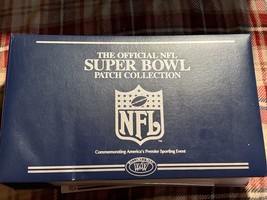 THE OFFICIAL NFL
SUPER BOWL
PATCH COLLECTION
NFL
Commemorating America's Premier Sporting Event